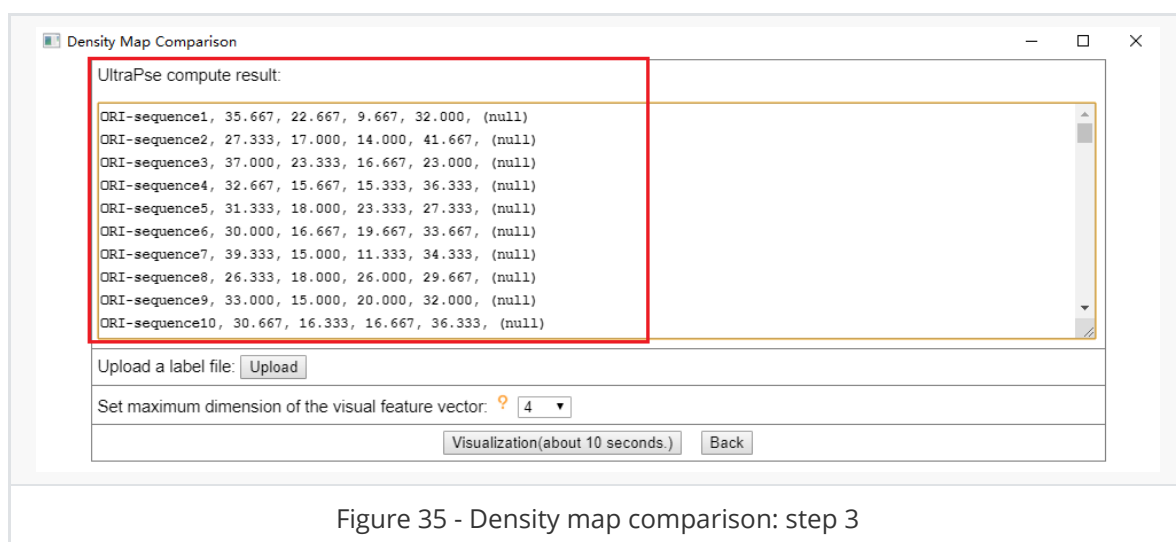 Density Map Comparison
UltraPse compute result:
ORI-sequence1, 35.667, 22.667, 9.667, 32.000, (null)
ORI-sequence2, 27.333, 17.000, 14.000, 41.667, (null)
ORI-sequence3, 37.000, 23.333, 16.667, 23.000, (null)
ORI-sequence4, 32.667, 15.667, 15.333, 36.333, (null)
ORI-sequence5, 31.333, 18.000, 23.333, 27.333, (null)
ORI-sequence6, 30.000, 16.667, 19.667, 33.667, (null)
ORI-sequence7, 39.333, 15.000, 11.333, 34.333, (null)
ORI-sequence8, 26.333, 18.000, 26.000, 29.667, (null)
ORI-sequence9, 33.000, 15.000, 20.000, 32.000, (null)
ORI-sequence10, 30.667, 16.333, 16.667, 36.333, (null)
Upload a label file: Upload
Set maximum dimension of the visual feature vector: ? 4
Visualization(about 10 seconds.) Back
Figure 35 - Density map comparison: step 3